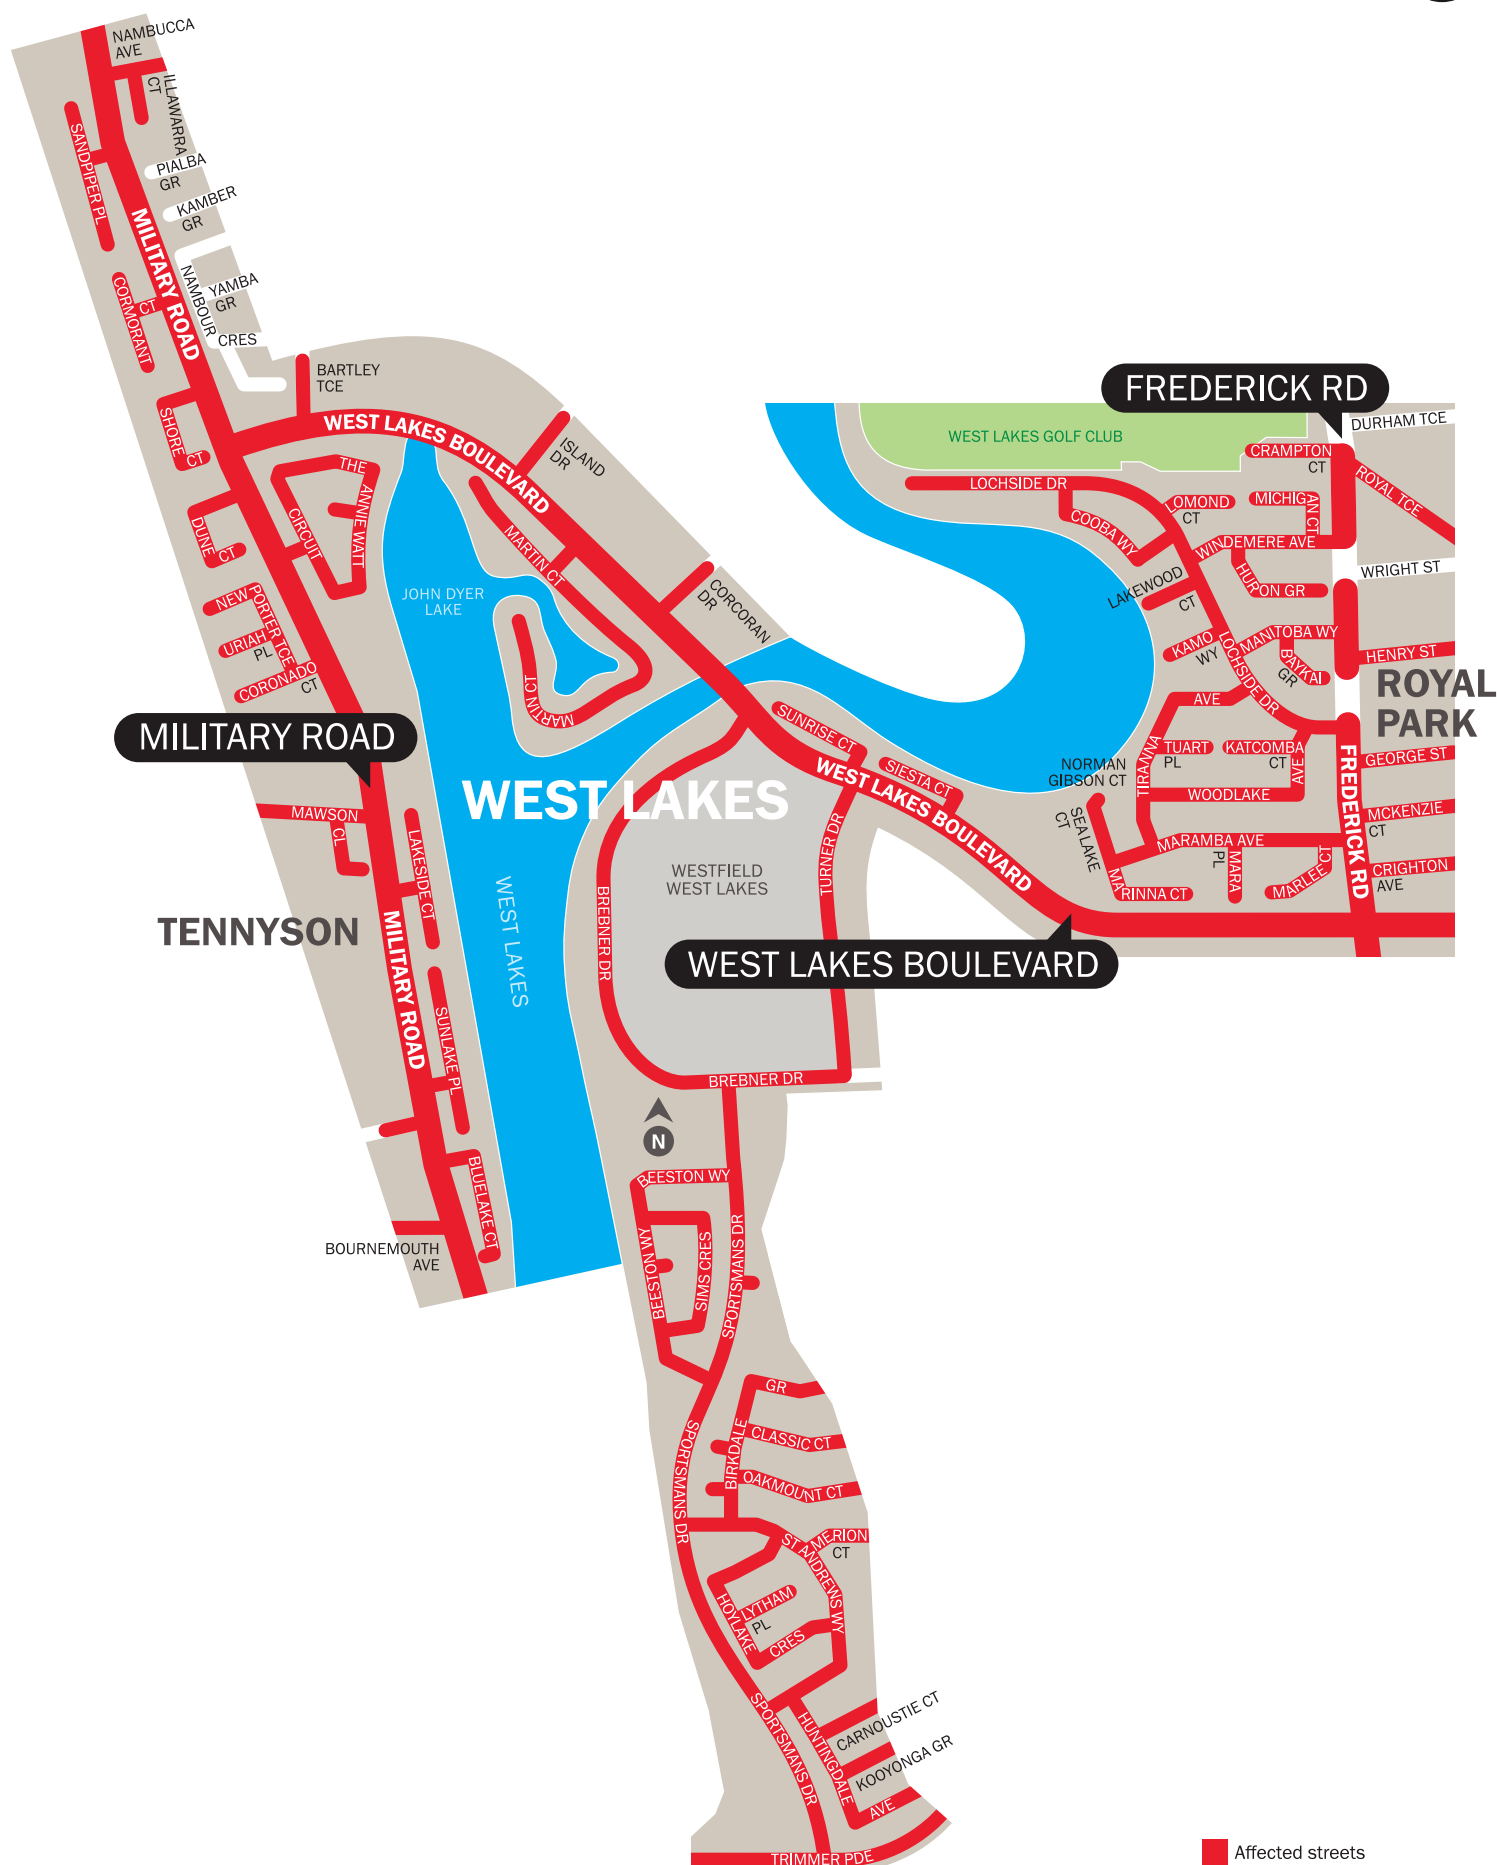 NAMBUCCA
AVE
ILLAWARRA
CT
SANDPIPER PL
PIALBA
GR
KAMBER
GR
MILITARY ROAD
NAMBOUR
CRES
YAMBA
GR
CORMORANT
CT
BARTLEY
TCE
SHORE
CT
WEST LAKES BOULEVARD
ISLAND
DR
THE
ANNIE WATT
CIRCUIT
DUNE
CT
MARTIN CT
NEW
PORTER TCE
URIAH
PL
CORONADO
CT
JOHN DYER
LAKE
CORCORAN
DR
MARTIN CT
MARTIN CT
MILITARY ROAD
WEST LAKES
FREDERICK RD
DURHAM TCE
WEST LAKES GOLF CLUB
CRAMPTON
CT
ROYAL TCE
LOCHSIDE DR
LOMOND
CT
MICHIGAN CT
COOBA WY
WINDEMERE AVE
WRIGHT ST
LAKEWOOD
CT
HURON GR
KAMO
WY
MANITOBA WY
BAYKAL
GR
HENRY ST
LOCHSIDE DR
ROYAL
PARK
AVE
TIRANNA
TUART
PL
KATCOMBA
CT
AVE
WOODLAKE
GEORGE ST
FREDERICK RD
NORMAN
GIBSON CT
SEA LAKE
CT
MCKENZIE
CT
MARAMBA AVE
MARA
PL
MARLEE CT
MARINNA CT
CRIGHTON
AVE
SUNRISE CT
SIESTA CT
WEST LAKES BOULEVARD
TURNER DR
WESTFIELD
WEST LAKES
BREBNER DR
WEST LAKES BOULEVARD
MAWSON
CL
LAKESIDE CT
TENNYSON
MILITARY ROAD
WEST LAKES
SUNLAKE PL
BREBNER DR
N
BLUELAKE CT
BOURNEMOUTH
AVE
BEESTON WY
BEESTON WY
SIMS CRES
SPORTSMANS DR
GR
BIRKDALE
CLASSIC CT
OAKMOUNT CT
SPORTSMANS DR
ST ANDREWS WY
MERION
CT
HOYLAKE
CRES
LYTHAM
PL
SPORTSMANS DR
HUNTINGDALE
AVE
CARNOUSTIE CT
KOOYONGA GR
TRIMMER PDE
Affected streets